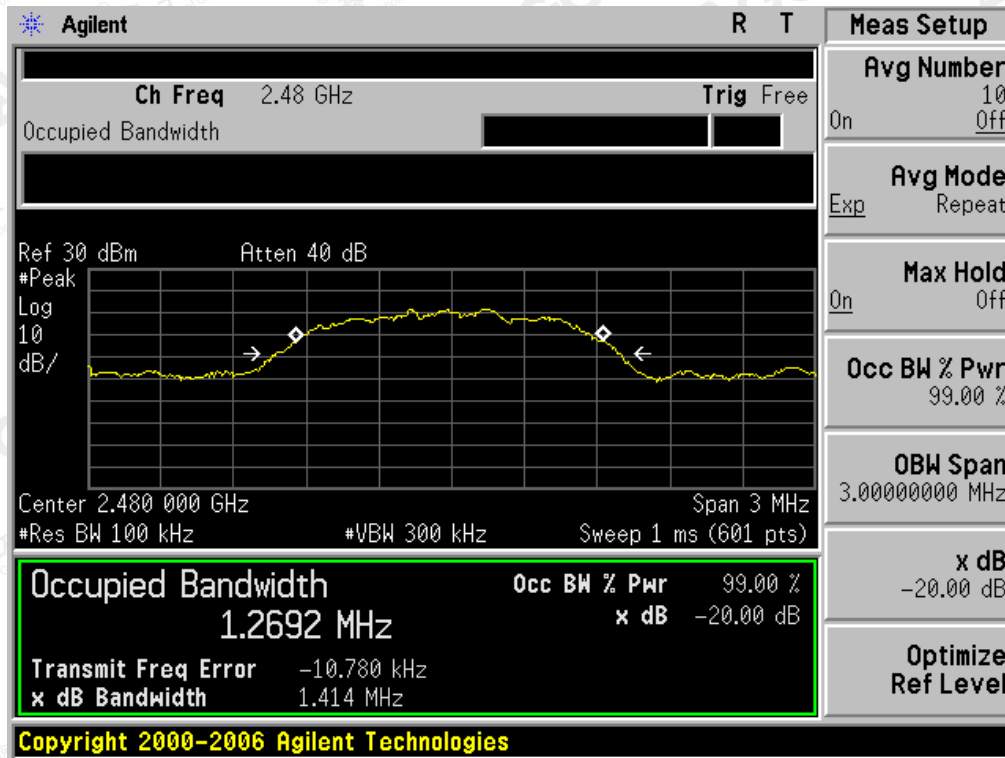 Agilent R T
Ch Freq 2.48 GHz Trig Free
Occupied Bandwidth
Ref 30 dBm Atten 40 dB
#Peak
Log
10
dB/
Center 2.480 000 GHz Span 3 MHz
#Res BW 100 kHz #VBW 300 kHz Sweep 1 ms (601 pts)
Occupied Bandwidth Occ BW % Pwr 99.00 %
1.2692 MHz x dB -20.00 dB
Transmit Freq Error -10.780 kHz
x dB Bandwidth 1.414 MHz
Copyright 2000-2006 Agilent Technologies
Meas Setup
Avg Number
10
On Off
Avg Mode
Exp Repeat
Max Hold
On Off
Occ BW % Pwr
99.00 %
OBW Span
3.00000000 MHz
x dB
-20.00 dB
Optimize
Ref Level